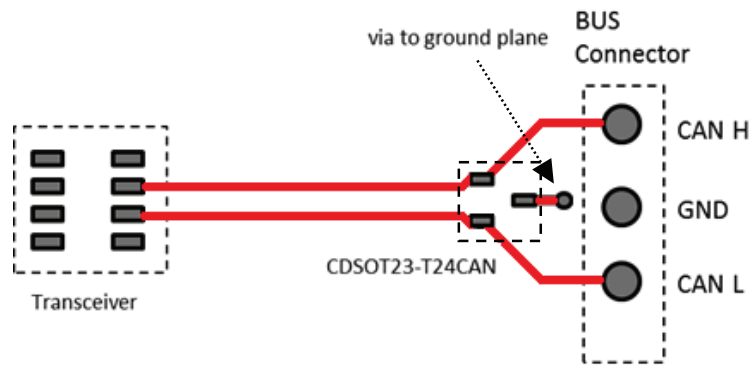 BUS
Connector
via to ground plane
CAN H
GND
CAN L
CDSOT23-T24CAN
Transceiver